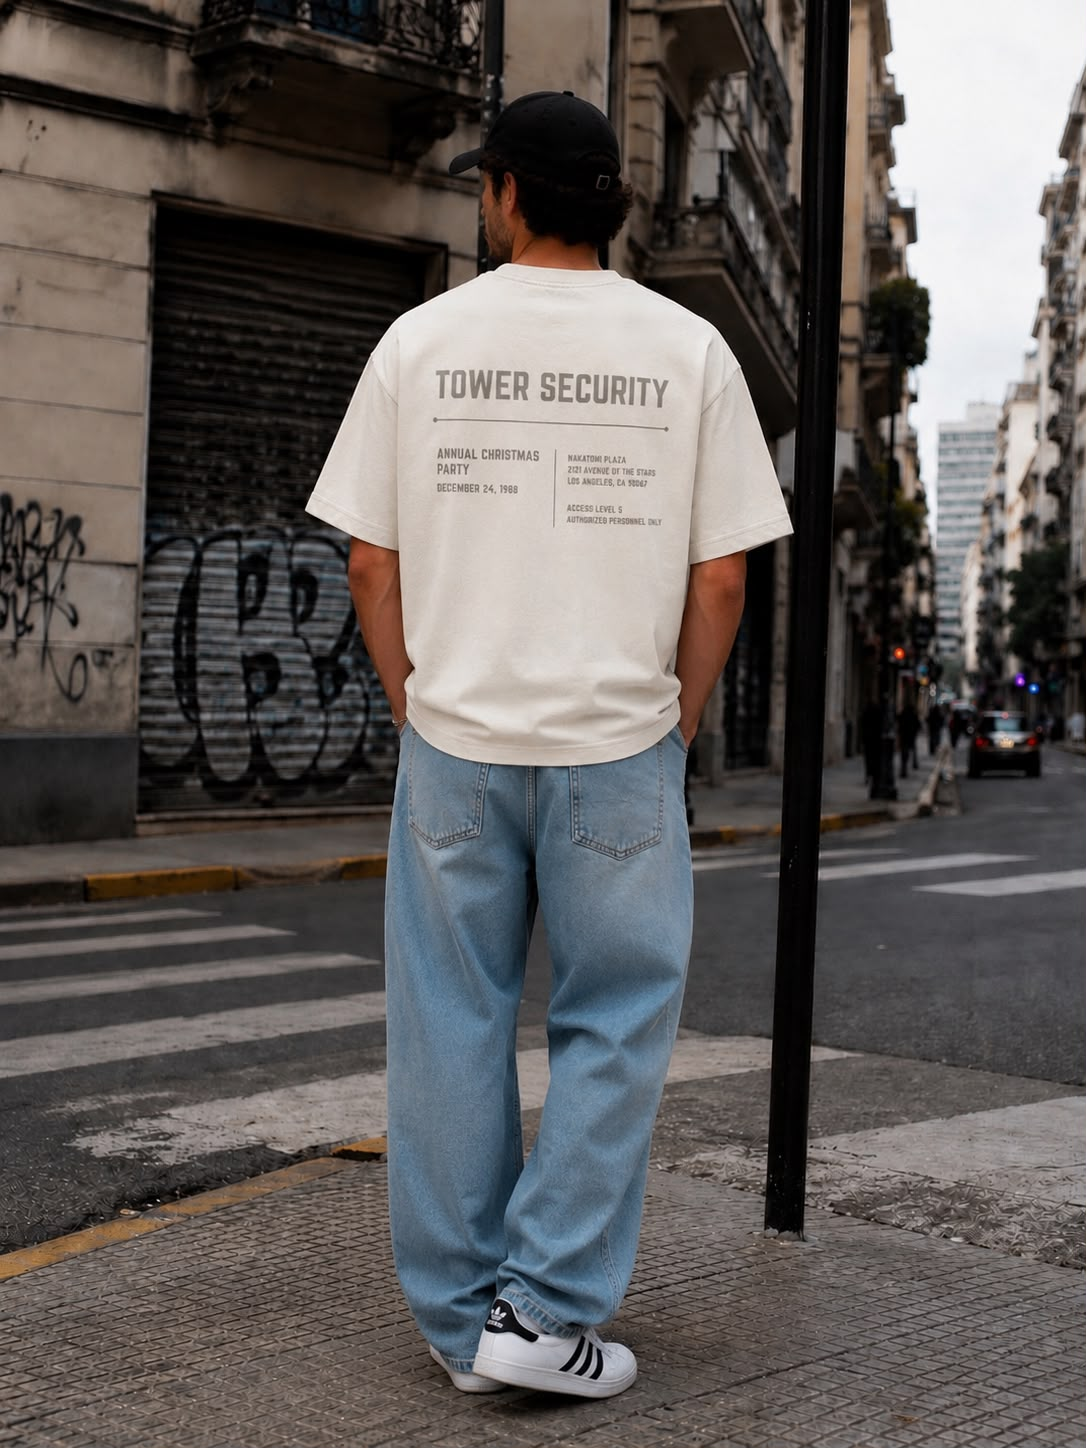 TOWER SECURITY
ANNUAL CHRISTMAS
PARTY
DECEMBER 24, 1988
NAKATOMI PLAZA
2121 AVENUE OF THE STARS
LOS ANGELES, CA 90067
ACCESS LEVEL 5
AUTHORIZED PERSONNEL ONLY